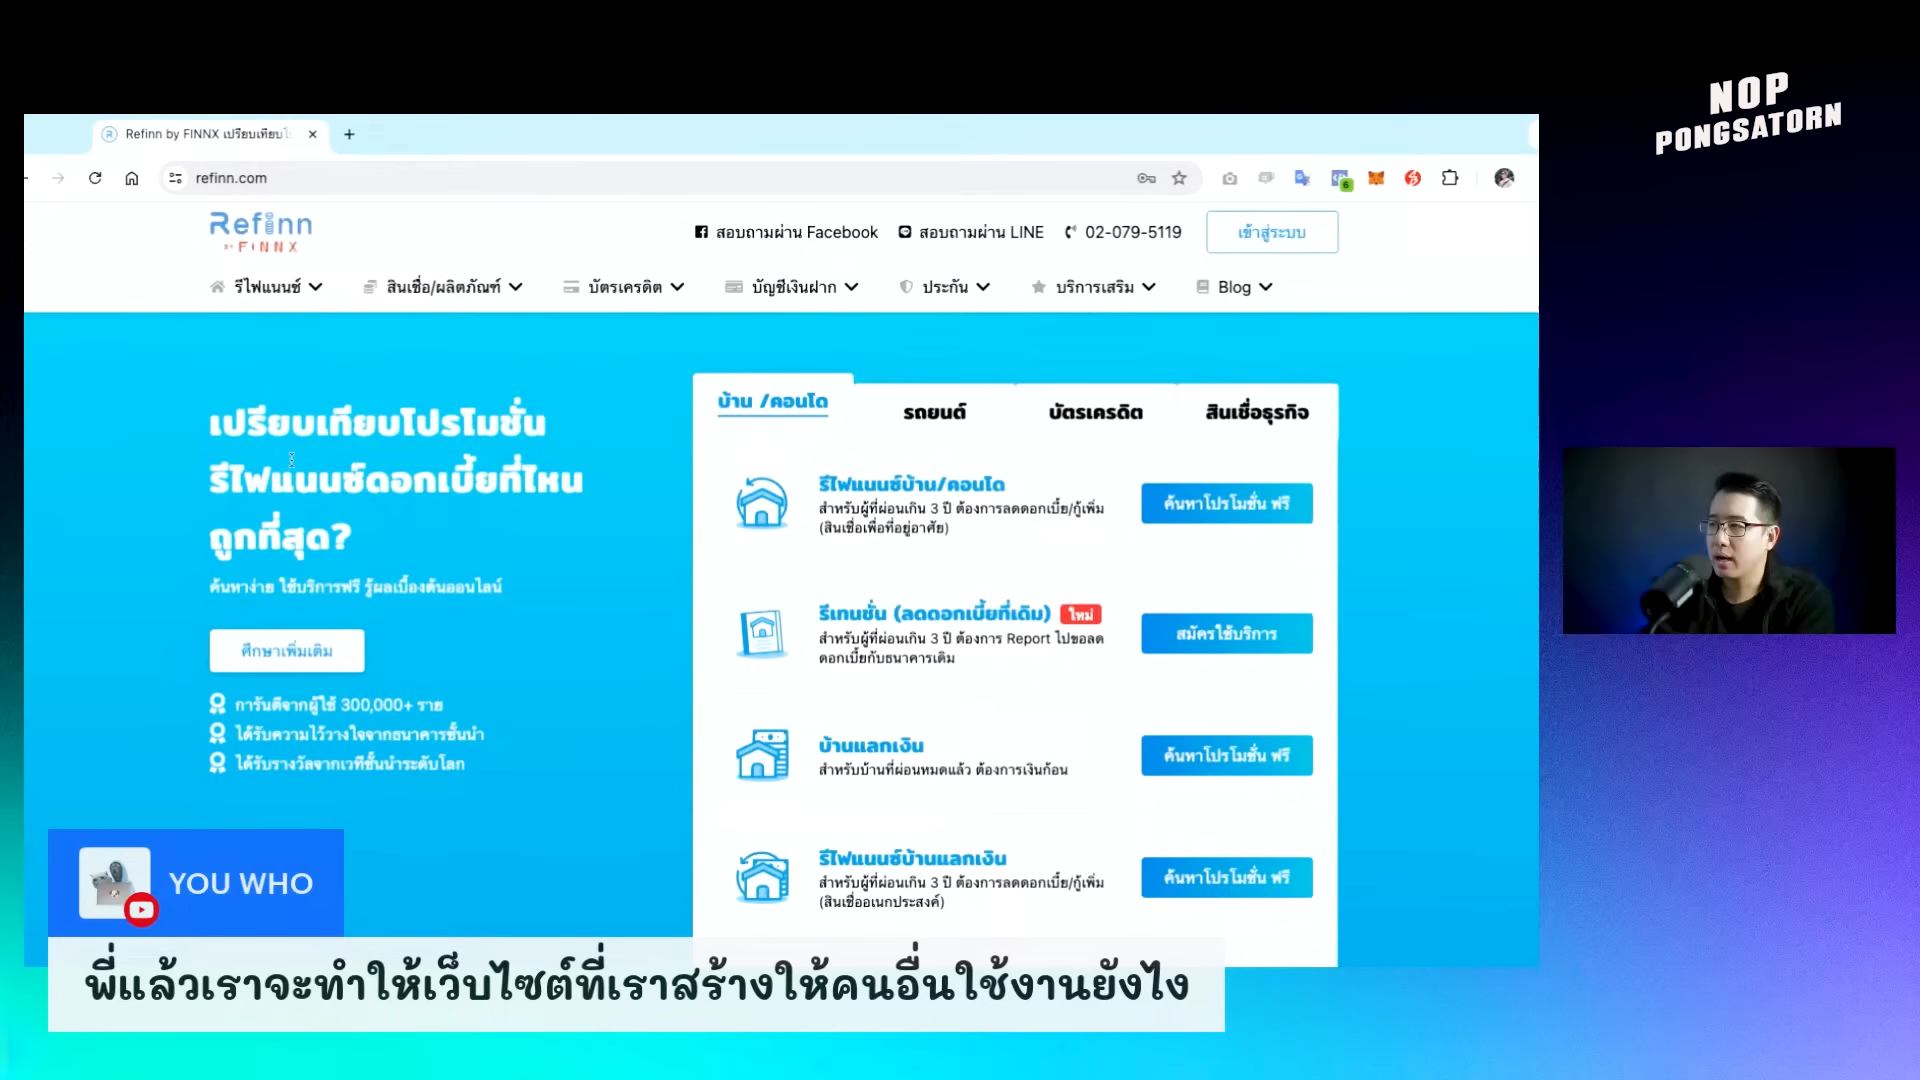 NOP
PONGSATORN
Refinn by FINNX เปรียบเทียบโ
refinn.com
6
Refinn
BY FINNX
สอบถามผ่าน Facebook
สอบถามผ่าน LINE
02-079-5119
เข้าสู่ระบบ
รีไฟแนนซ์
สินเชื่อ/ผลิตภัณฑ์
บัตรเครดิต
บัญชีเงินฝาก
ประกัน
บริการเสริม
Blog
เปรียบเทียบโปรโมชั่น
รีไฟแนนซ์ดอกเบี้ยที่ไหน
ถูกที่สุด?
ค้นหาง่าย ใช้บริการฟรี รู้ผลเบื้องต้นออนไลน์
ศึกษาเพิ่มเติม
การันตีจากผู้ใช้ 300,000+ ราย
ได้รับความไว้วางใจจากธนาคารชั้นนำ
ได้รับรางวัลจากเวทีชั้นนำระดับโลก
บ้าน /คอนโด
รถยนต์
บัตรเครดิต
สินเชื่อธุรกิจ
รีไฟแนนซ์บ้าน/คอนโด
สำหรับผู้ที่ผ่อนเกิน 3 ปี ต้องการลดดอกเบี้ย/กู้เพิ่ม
(สินเชื่อเพื่อที่อยู่อาศัย)
ค้นหาโปรโมชั่น ฟรี
รีเทนชั่น (ลดดอกเบี้ยที่เดิม) ใหม่
สำหรับผู้ที่ผ่อนเกิน 3 ปี ต้องการ Report ไปขอลด
ดอกเบี้ยกับธนาคารเดิม
สมัครใช้บริการ
บ้านแลกเงิน
สำหรับบ้านที่ผ่อนหมดแล้ว ต้องการเงินก้อน
ค้นหาโปรโมชั่น ฟรี
รีไฟแนนซ์บ้านแลกเงิน
สำหรับผู้ที่ผ่อนเกิน 3 ปี ต้องการลดดอกเบี้ย/กู้เพิ่ม
(สินเชื่ออเนกประสงค์)
ค้นหาโปรโมชั่น ฟรี
YOU WHO
พี่แล้วเราจะทำให้เว็บไซต์ที่เราสร้างให้คนอื่นใช้งานยังไง